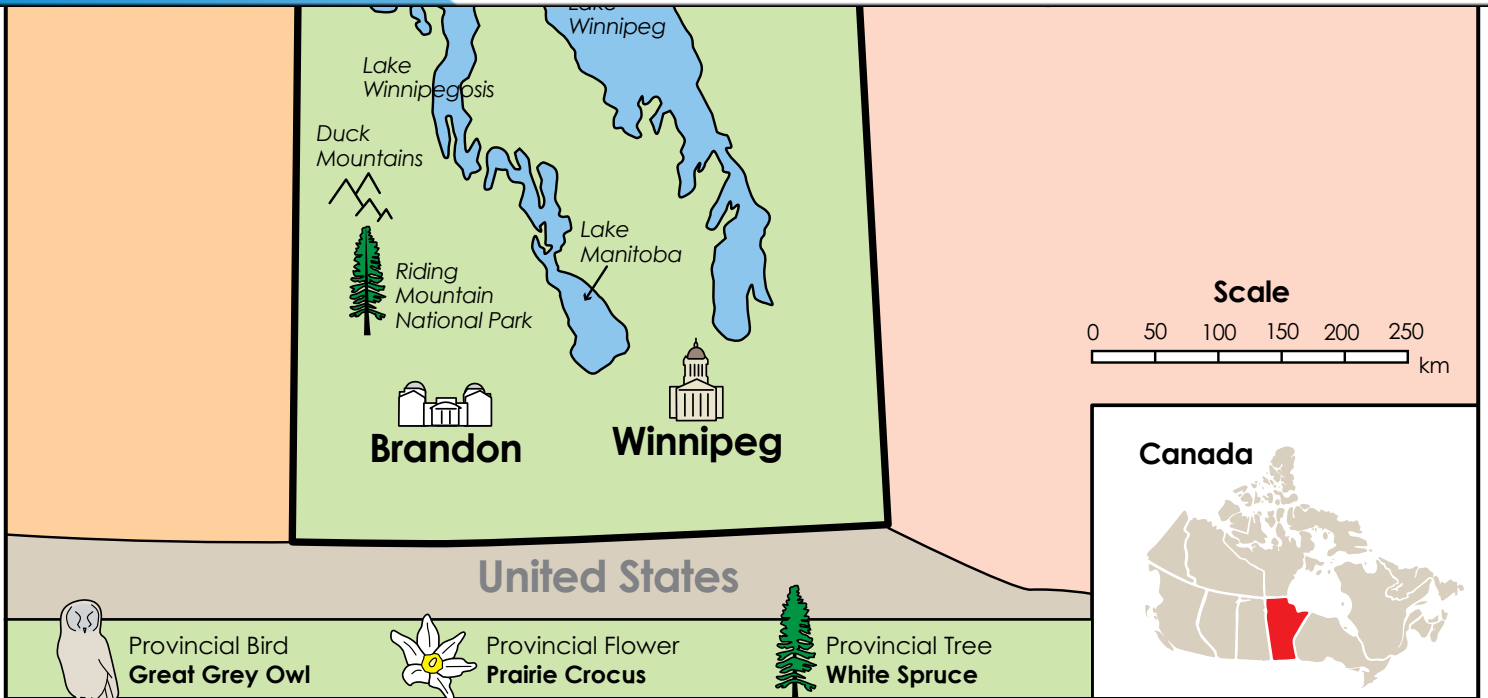 Lake
Winnipeg
Lake
Winnipegosis
Duck
Mountains
Lake
Manitoba
Riding
Mountain
National Park
Scale
0 50 100 150 200 250
km
Brandon
Winnipeg
Canada
United States
Provincial Bird
Great Grey Owl
Provincial Flower
Prairie Crocus
Provincial Tree
White Spruce